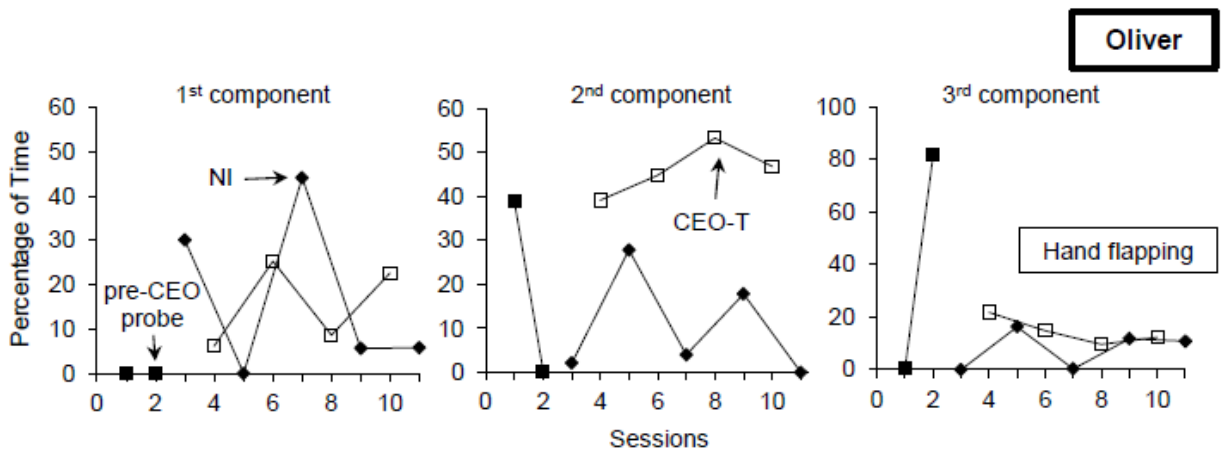 Oliver
1st component
2nd component
3rd component
Percentage of Time
60
50
40
30
20
10
0
NI
pre-CEO
probe
0 2 4 6 8 10
60
50
40
30
20
10
0
CEO-T
0 2 4 6 8 10
100
80
60
40
20
0
Hand flapping
0 2 4 6 8 10
Sessions